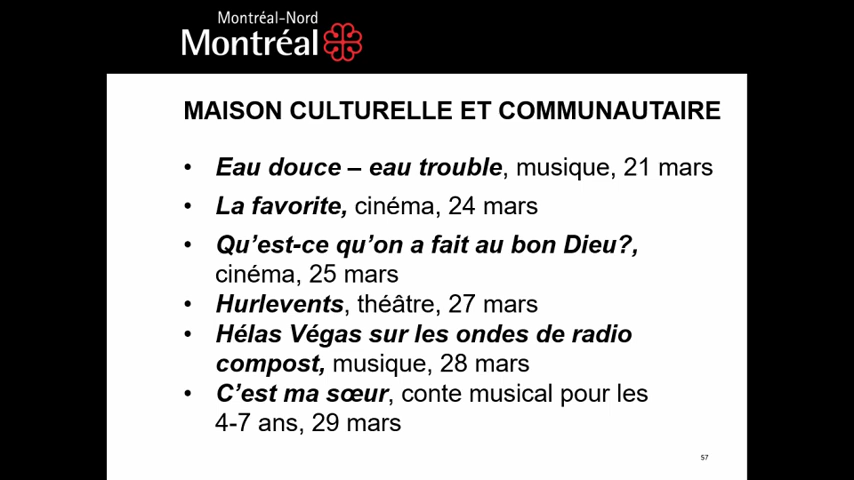 Montréal-Nord
Montréal
MAISON CULTURELLE ET COMMUNAUTAIRE
• Eau douce – eau trouble, musique, 21 mars
• La favorite, cinéma, 24 mars
• Qu’est-ce qu’on a fait au bon Dieu?,
cinéma, 25 mars
• Hurlevents, théâtre, 27 mars
• Hélas Végas sur les ondes de radio
compost, musique, 28 mars
• C’est ma sœur, conte musical pour les
4-7 ans, 29 mars
57